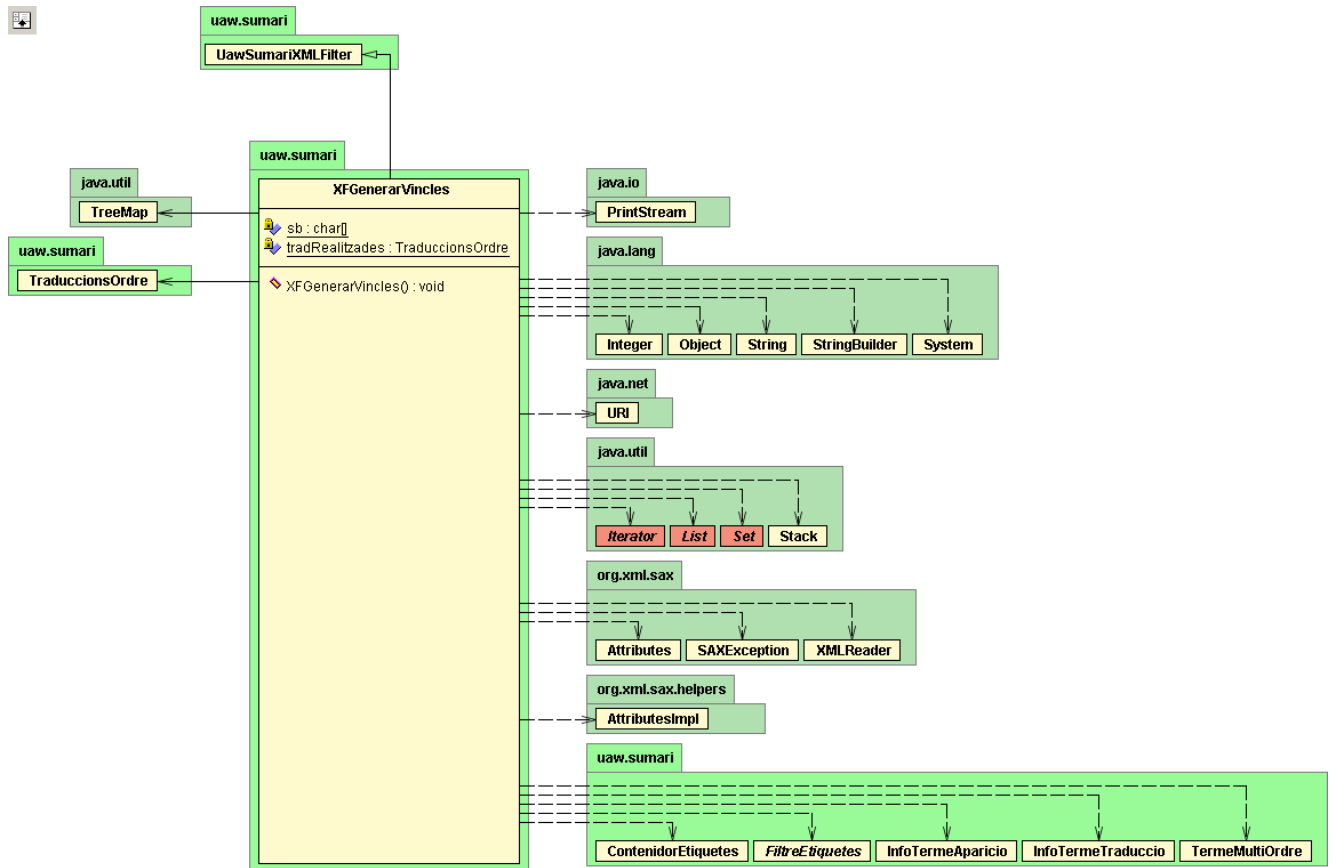 uaw.sumari
UawSumariXMLFilter
uaw.sumari
XFGenerarVincles
sb : char[]
tradRealitzades : TraduccionsOrdre
XFGenerarVincles() : void
java.util
TreeMap
uaw.sumari
TraduccionsOrdre
java.io
PrintStream
java.lang
Integer Object String StringBuilder System
java.net
URI
java.util
Iterator List Set Stack
org.xml.sax
Attributes SAXException XMLReader
org.xml.sax.helpers
AttributesImpl
uaw.sumari
ContenidorEtiquetes FiltreEtiquetes InfoTermeAparicio InfoTermeTraduccio TermeMultiOrdre